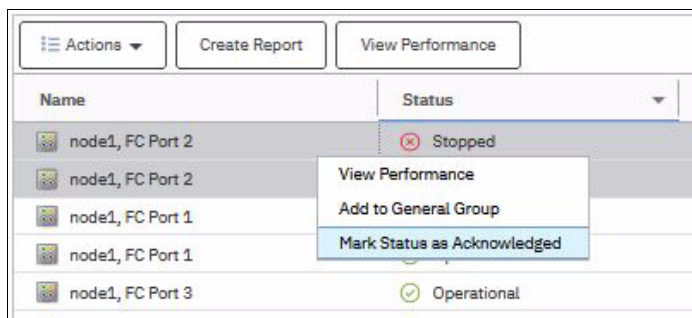 Actions
Create Report
View Performance
Name
Status
node1, FC Port 2
Stopped
node1, FC Port 2
View Performance
Add to General Group
node1, FC Port 1
Mark Status as Acknowledged
node1, FC Port 1
node1, FC Port 3
Operational